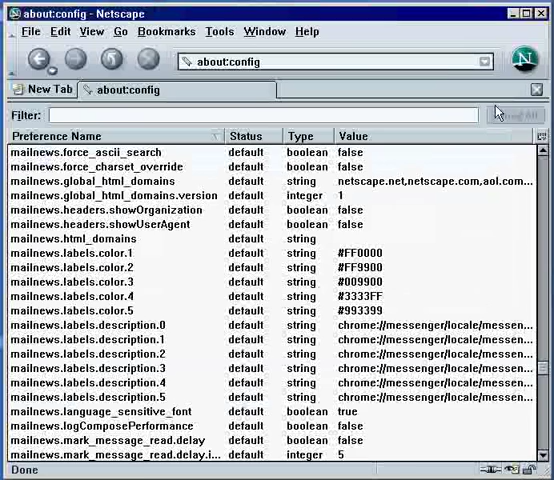 about:config - Netscape
File Edit View Go Bookmarks Tools Window Help
about:config
N
New Tab about:config
Filter:
Preference Name Status Type Value
mailnews.force_ascii_search default boolean false
mailnews.force_charset_override default boolean false
mailnews.global_html_domains default string netscape.net,netscape.com,aol.com...
mailnews.global_html_domains.version default integer 1
mailnews.headers.showOrganization default boolean false
mailnews.headers.showUserAgent default boolean false
mailnews.html_domains default string
mailnews.labels.color.1 default string #FF0000
mailnews.labels.color.2 default string #FF9900
mailnews.labels.color.3 default string #009900
mailnews.labels.color.4 default string #3333FF
mailnews.labels.color.5 default string #993399
mailnews.labels.description.0 default string chrome://messenger/locale/messen...
mailnews.labels.description.1 default string chrome://messenger/locale/messen...
mailnews.labels.description.2 default string chrome://messenger/locale/messen...
mailnews.labels.description.3 default string chrome://messenger/locale/messen...
mailnews.labels.description.4 default string chrome://messenger/locale/messen...
mailnews.labels.description.5 default string chrome://messenger/locale/messen...
mailnews.language_sensitive_font default boolean true
mailnews.logComposePerformance default boolean false
mailnews.mark_message_read.delay default boolean false
mailnews.mark_message_read.delay.i... default integer 5
Done